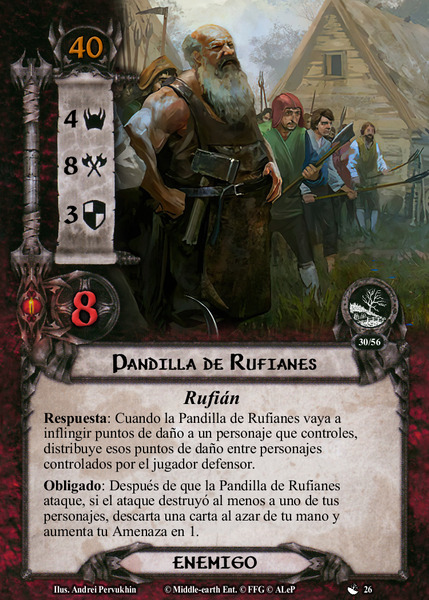 40
4
8
3
8
30/56
Pandilla de Rufianes
Rufián
Respuesta: Cuando la Pandilla de Rufianes vaya a
inflingir puntos de daño a un personaje que controles,
distribuye esos puntos de daño entre personajes
controlados por el jugador defensor.
Obligado: Después de que la Pandilla de Rufianes
ataque, si el ataque destruyó al menos a uno de tus
personajes, descarta una carta al azar de tu mano y
aumenta tu Amenaza en 1.
ENEMIGO
Ilus. Andrei Pervukhin © Middle-earth Ent. © FFG © ALeP 26